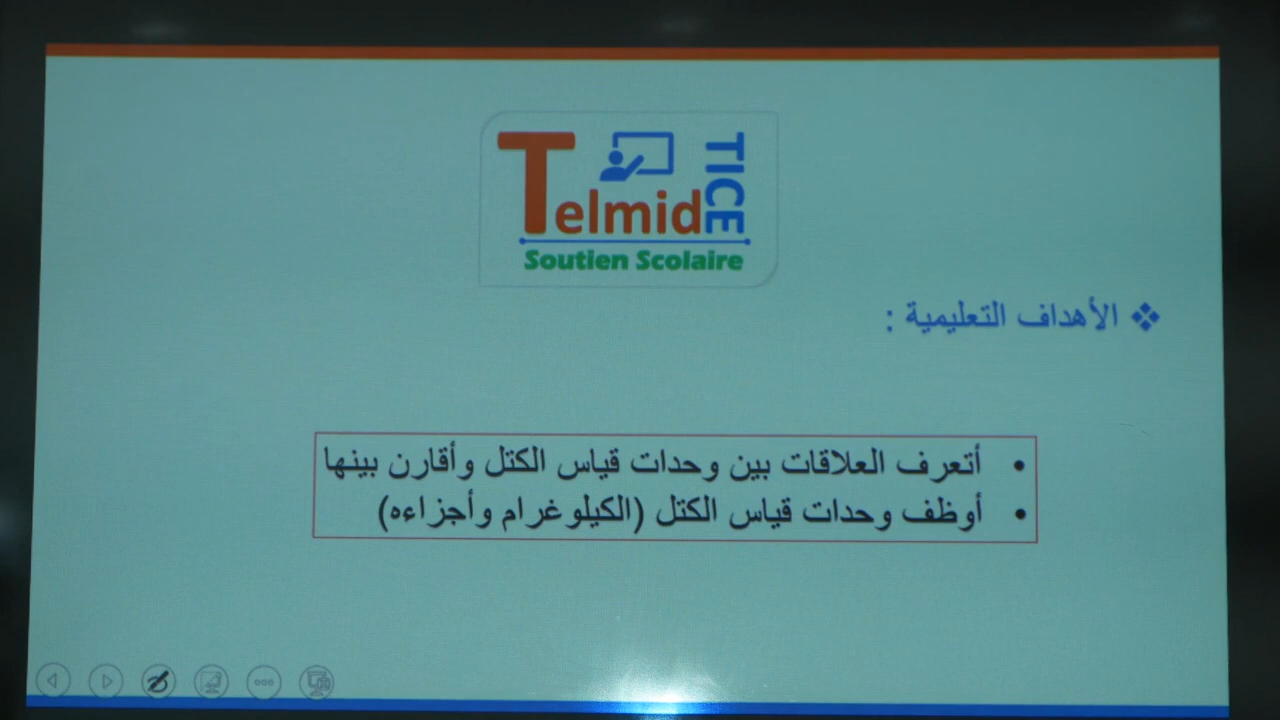 Telmid TICE
Soutien Scolaire
❖ الأهداف التعليمية :
• أتعرف العلاقات بين وحدات قياس الكتل وأقارن بينها
• أوظف وحدات قياس الكتل (الكيلوغرام وأجزاءه)